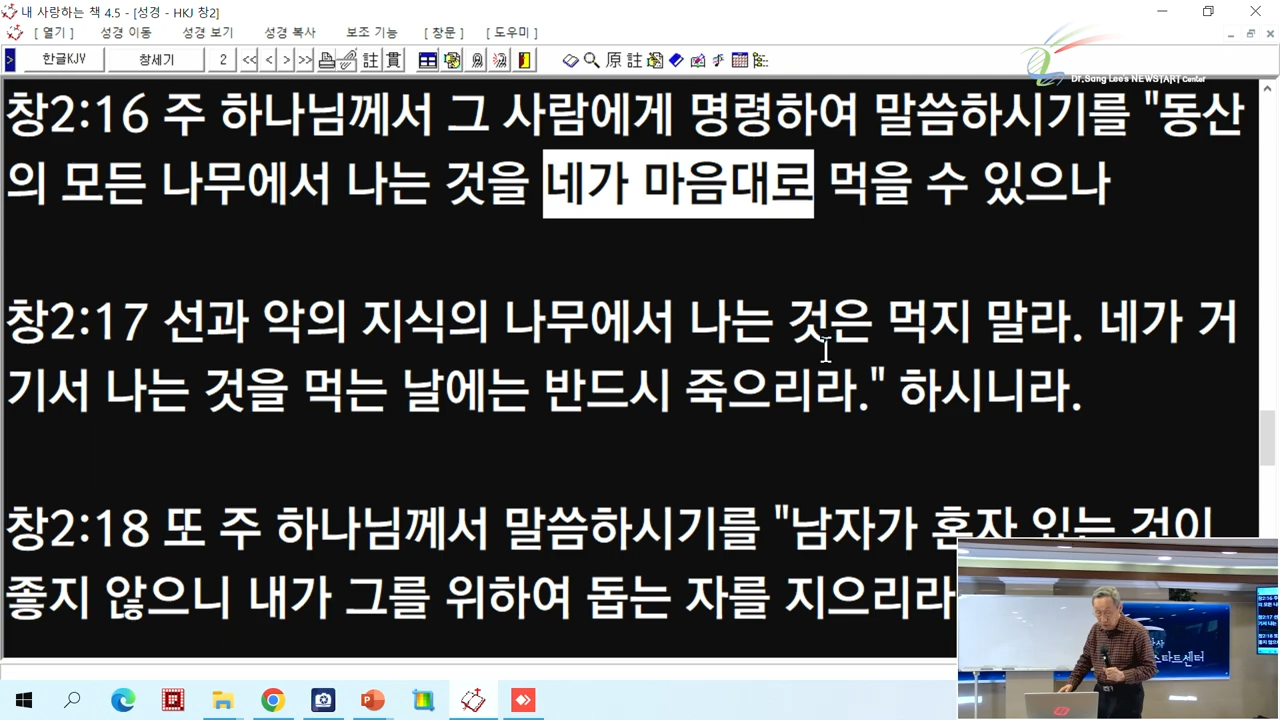 내 사랑하는 책 4.5 - [성경 - HKJ 창2]
[ 열기 ] 성경 이동 성경 보기 성경 복사 보조 기능 [ 창문 ] [ 도우미 ]
한글KJV 창세기 2 << < > >> 註 貫 原 註
Dr.Sang Lee's NEWSTART Center
창2:16 주 하나님께서 그 사람에게 명령하여 말씀하시기를 "동산
의 모든 나무에서 나는 것을 네가 마음대로 먹을 수 있으나
창2:17 선과 악의 지식의 나무에서 나는 것은 먹지 말라. 네가 거
기서 나는 것을 먹는 날에는 반드시 죽으리라." 하시니라.
창2:18 또 주 하나님께서 말씀하시기를 "남자가 혼자 있는 것이
좋지 않으니 내가 그를 위하여 돕는 자를 지으리라
스타트센터